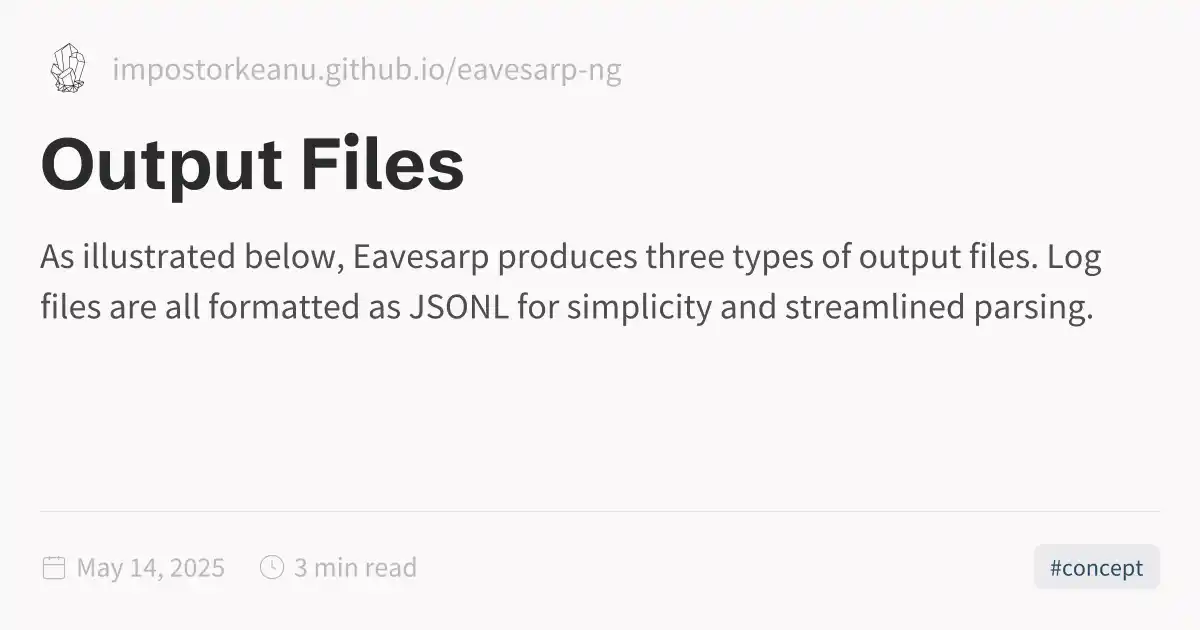 impostorkeanu.github.io/eavesarp-ng
Output Files
As illustrated below, Eavesarp produces three types of output files. Log
files are all formatted as JSONL for simplicity and streamlined parsing.
May 14, 2025
3 min read
#concept